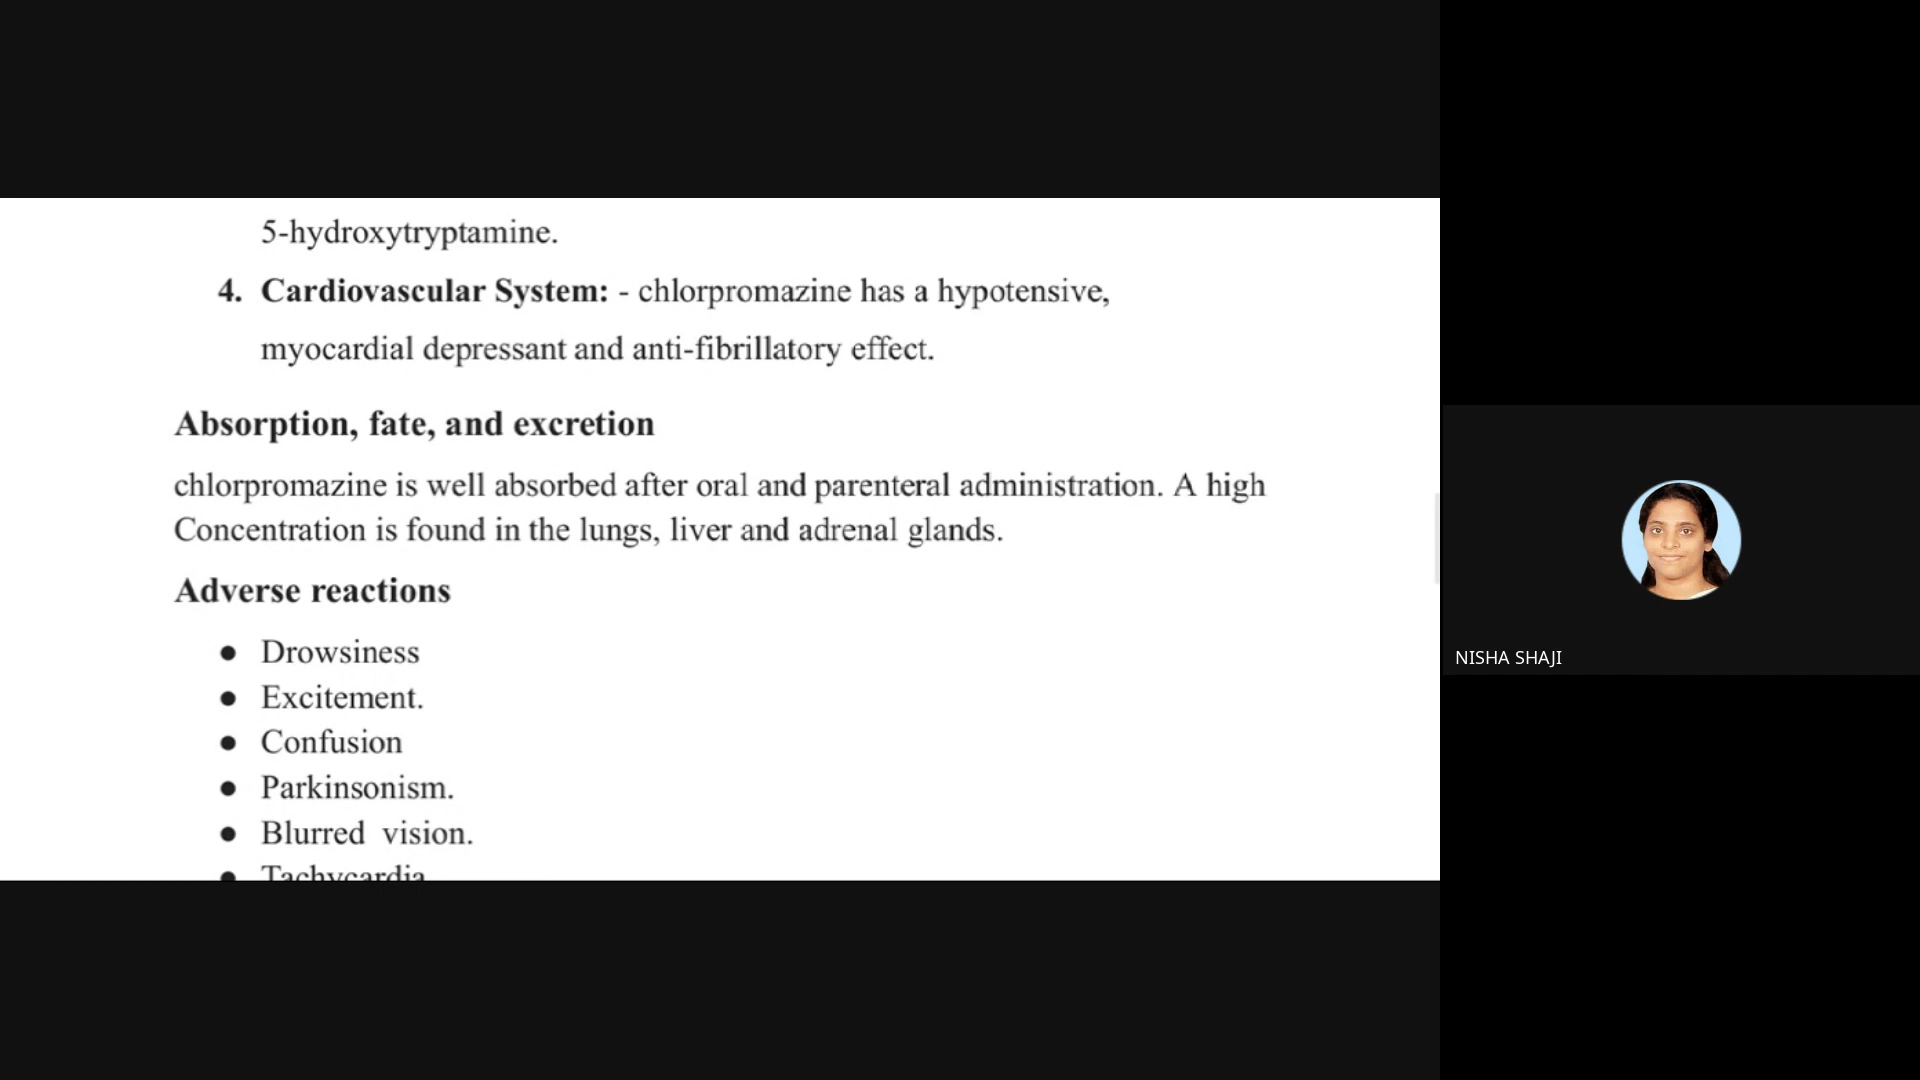 5-hydroxytryptamine.
4. Cardiovascular System: - chlorpromazine has a hypotensive,
myocardial depressant and anti-fibrillatory effect.
Absorption, fate, and excretion
chlorpromazine is well absorbed after oral and parenteral administration. A high
Concentration is found in the lungs, liver and adrenal glands.
Adverse reactions
● Drowsiness
● Excitement.
● Confusion
● Parkinsonism.
● Blurred vision.
● Tachycardia
NISHA SHAJI